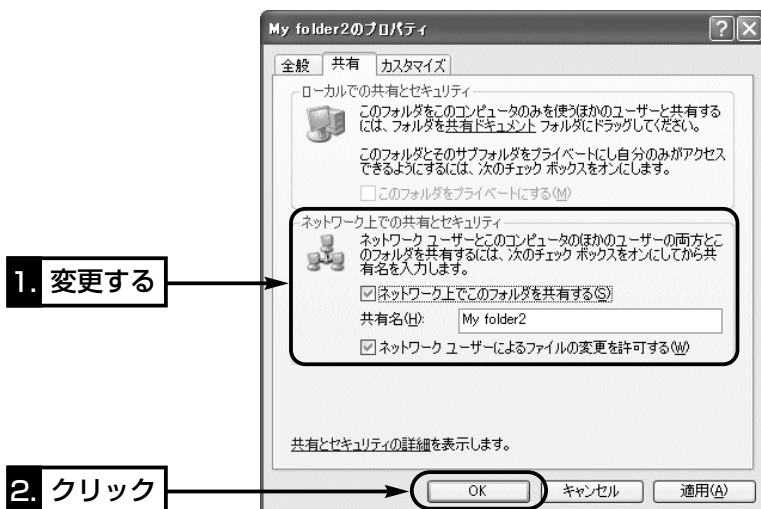 My folder2のプロパティ
全般 共有 カスタマイズ
ローカルでの共有とセキュリティ
このフォルダをこのコンピュータのみを使うほかのユーザーと共有する
には、フォルダを共有ドキュメント フォルダにドラッグしてください。
このフォルダとそのサブフォルダをプライベートにし自分のみがアクセス
できるようにするには、次のチェック ボックスをオンにします。
このフォルダをプライベートにする(M)
ネットワーク上での共有とセキュリティ
ネットワーク ユーザーとこのコンピュータのほかのユーザーの両方とこ
のフォルダを共有するには、次のチェック ボックスをオンにしてから共
有名を入力します。
1. 変更する
ネットワーク上でこのフォルダを共有する(S)
共有名(H): My folder2
ネットワーク ユーザーによるファイルの変更を許可する(W)
共有とセキュリティの詳細を表示します。
2. クリック
OK キャンセル 適用(A)